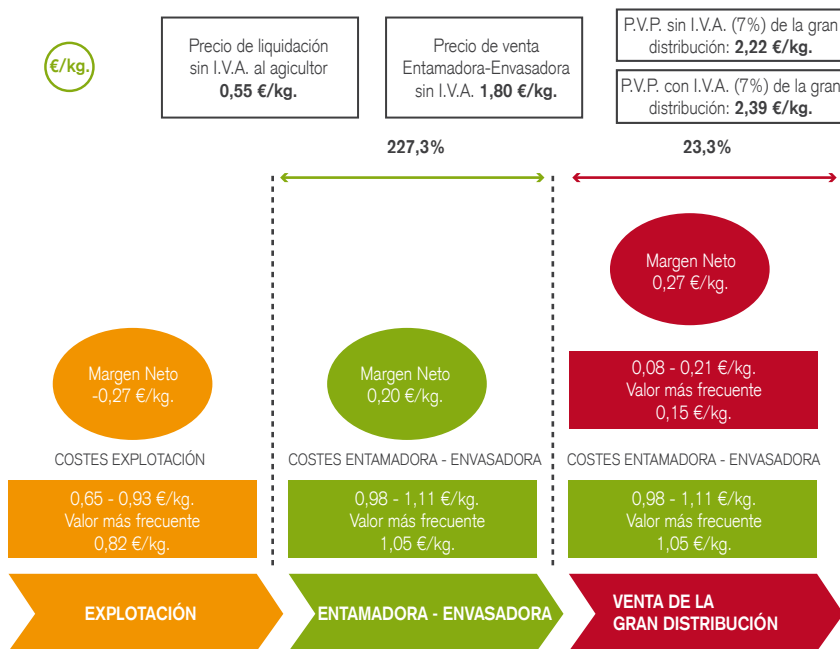 €/kg.
Precio de liquidación
sin I.V.A. al agicultor
0,55 €/kg.
Precio de venta
Entamadora-Envasadora
sin I.V.A. 1,80 €/kg.
P.V.P. sin I.V.A. (7%) de la gran
distribución: 2,22 €/kg.
P.V.P. con I.V.A. (7%) de la gran
distribución: 2,39 €/kg.
227,3%
23,3%
Margen Neto
-0,27 €/kg.
Margen Neto
0,20 €/kg.
Margen Neto
0,27 €/kg.
0,08 - 0,21 €/kg.
Valor más frecuente
0,15 €/kg.
COSTES EXPLOTACIÓN
COSTES ENTAMADORA - ENVASADORA
COSTES ENTAMADORA - ENVASADORA
0,65 - 0,93 €/kg.
Valor más frecuente
0,82 €/kg.
0,98 - 1,11 €/kg.
Valor más frecuente
1,05 €/kg.
0,98 - 1,11 €/kg.
Valor más frecuente
1,05 €/kg.
EXPLOTACIÓN
ENTAMADORA - ENVASADORA
VENTA DE LA
GRAN DISTRIBUCIÓN